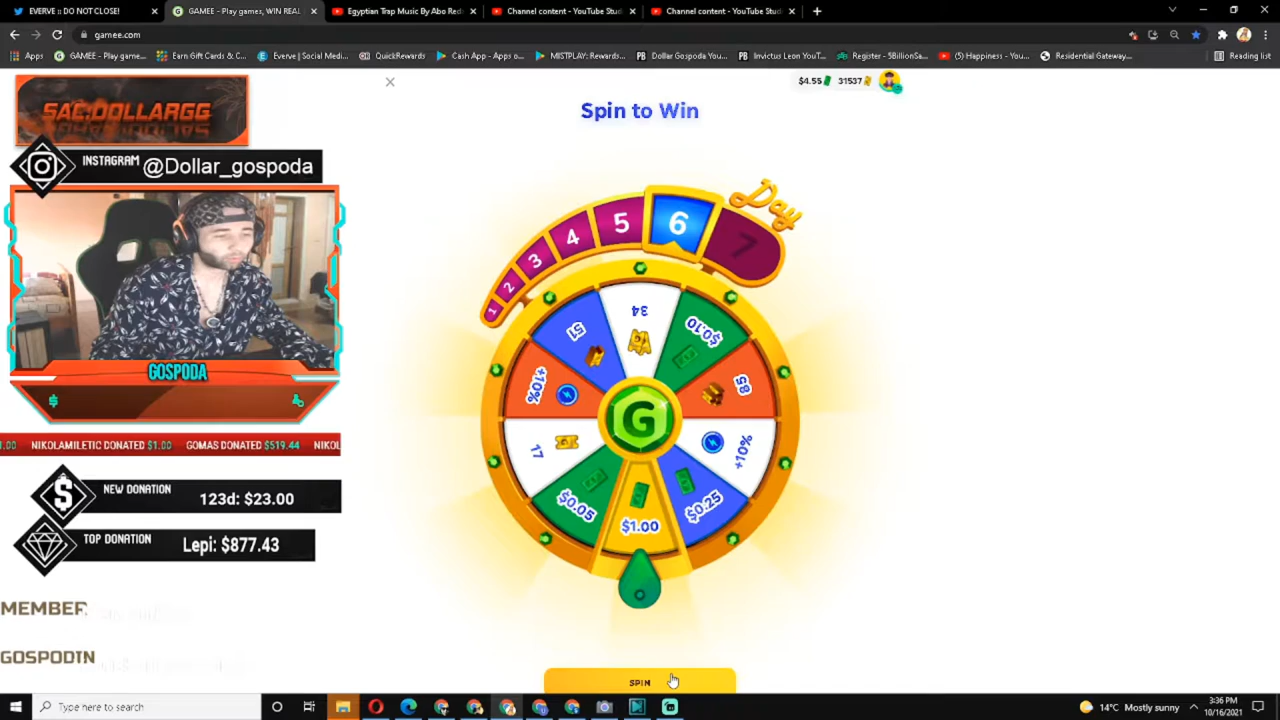 EVERVE :: DO NOT CLOSE!
GAMEE - Play games, WIN REAL
Egyptian Trap Music By Abo Red
Channel content - YouTube Stud
Channel content - YouTube Stud
gamee.com
Apps
GAMEE - Play game...
Earn Gift Cards & C...
Everve | Social Medi...
QuickRewards
Cash App - Apps o...
MISTPLAY: Rewards...
Dollar Gospoda You...
Invictus Leon YouT...
Register - 5BillionSa...
(5) Happiness - You...
Residential Gateway...
Reading list
SAC:DOLLARGG
INSTAGRAM @Dollar_gospoda
GOSPODA
1.00 NIKOLAMILETIC DONATED $1.00 GOMAS DONATED $519.44 NIKOL
NEW DONATION 123d: $23.00
TOP DONATION Lepi: $877.43
MEMBER
GOSPODIN
$4.55 31537
Spin to Win
Day
1 2 3 4 5 6 7
34
$0.10
85
+10%
$0.25
$1.00
$0.05
17
+10%
51
G
SPIN
Type here to search
14°C Mostly sunny
3:36 PM
10/16/2021